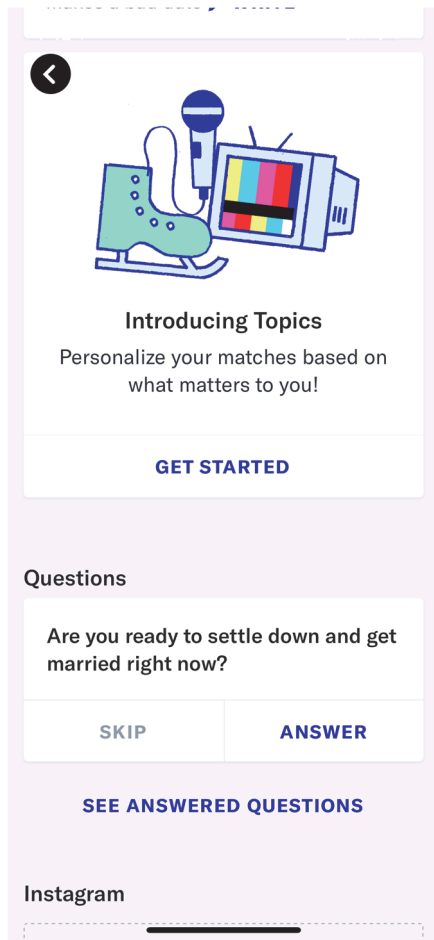 Introducing Topics
Personalize your matches based on
what matters to you!
GET STARTED
Questions
Are you ready to settle down and get
married right now?
SKIP
ANSWER
SEE ANSWERED QUESTIONS
Instagram